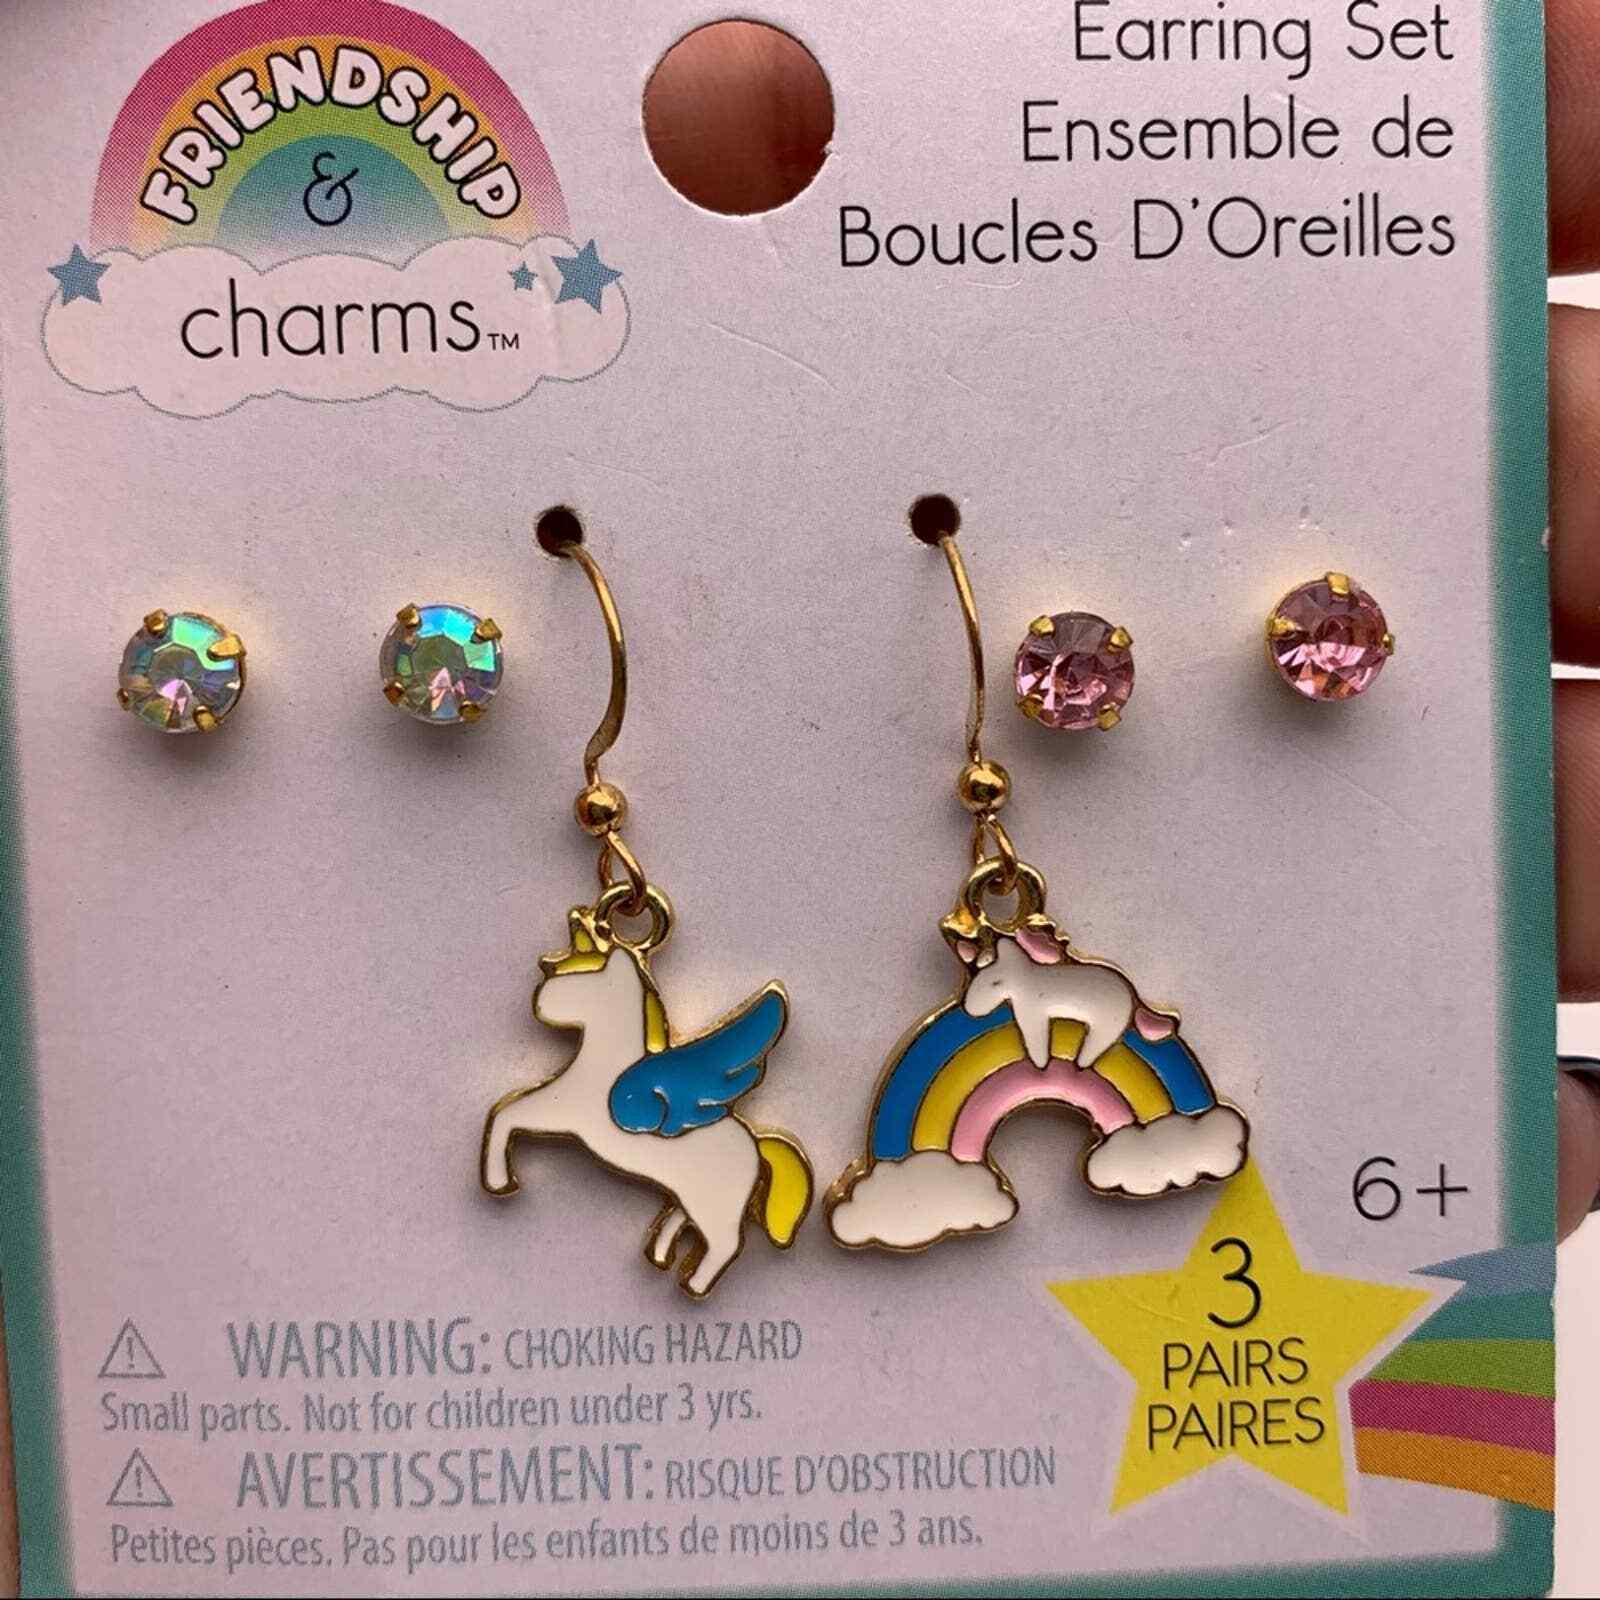 FRIENDSHIP
&
charms™
Earring Set
Ensemble de
Boucles D'Oreilles
6+
3
PAIRS
PAIRES
WARNING: CHOKING HAZARD
Small parts. Not for children under 3 yrs.
AVERTISSEMENT: RISQUE D'OBSTRUCTION
Petites pièces. Pas pour les enfants de moins de 3 ans.